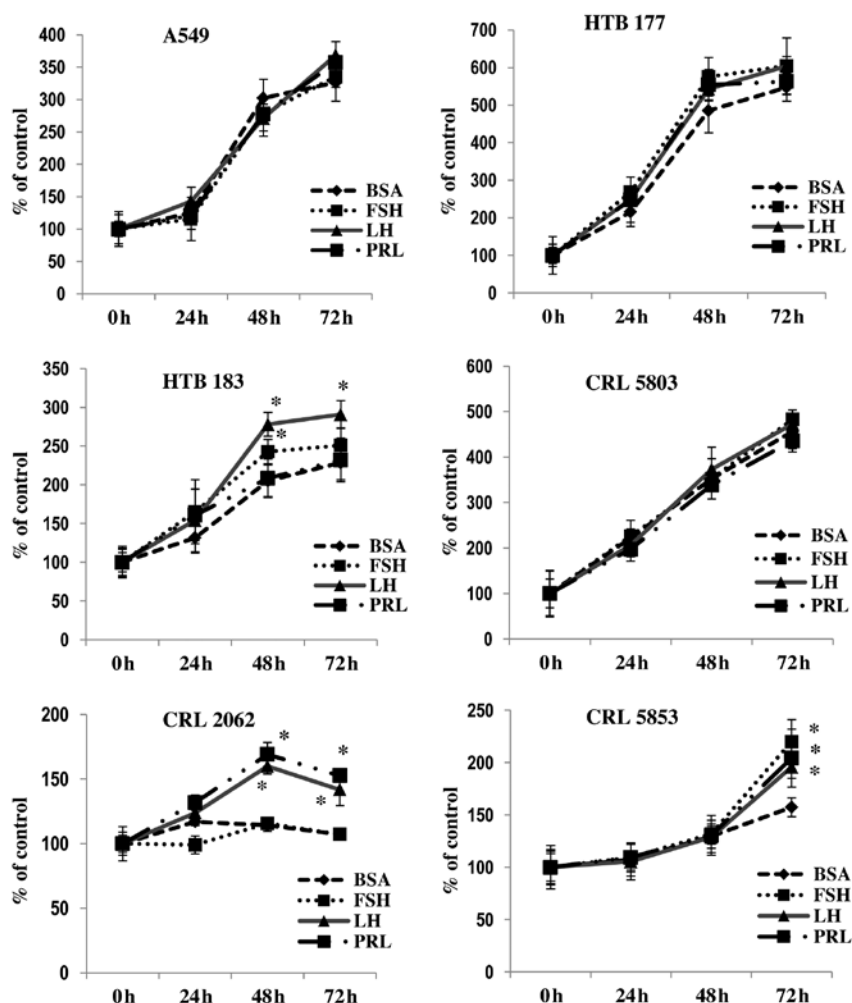 A549
% of control
400
350
300
250
200
150
100
50
0
0h 24h 48h 72h
BSA
FSH
LH
PRL
HTB 177
% of control
700
600
500
400
300
200
100
0
0h 24h 48h 72h
BSA
FSH
LH
PRL
HTB 183
% of control
350
300
250
200
150
100
50
0
* *
*
0h 24h 48h 72h
BSA
FSH
LH
PRL
CRL 5803
% of control
600
500
400
300
200
100
0
0h 24h 48h 72h
BSA
FSH
LH
PRL
CRL 2062
% of control
200
150
100
50
0
* *
* *
0h 24h 48h 72h
BSA
FSH
LH
PRL
CRL 5853
% of control
250
200
150
100
50
0
*
*
*
0h 24h 48h 72h
BSA
FSH
LH
PRL